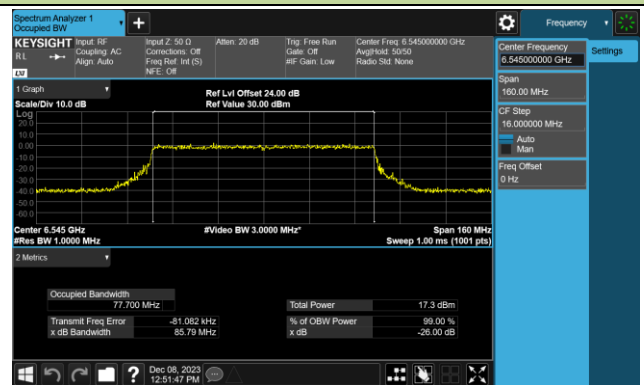 Spectrum Analyzer 1
Occupied BW
Frequency
KEYSIGHT
Input: RF
Input Z: 50 Ω
Atten: 20 dB
Trig: Free Run
Center Freq: 6.545000000 GHz
RL
Coupling: AC
Corrections: Off
Gate: Off
Avg|Hold: 50/50
Align: Auto
Freq Ref: Int (S)
#IF Gain: Low
Radio Std: None
NFE: Off
LXI
Center Frequency
6.545000000 GHz
Settings
Span
160.00 MHz
CF Step
16.000000 MHz
Auto
Man
Freq Offset
0 Hz
1 Graph
Ref Lvl Offset 24.00 dB
Scale/Div 10.0 dB
Ref Value 30.00 dBm
Log
20.0
10.0
0.00
-10.0
-20.0
-30.0
-40.0
-50.0
-60.0
Center 6.545 GHz
#Video BW 3.0000 MHz*
Span 160 MHz
#Res BW 1.0000 MHz
Sweep 1.00 ms (1001 pts)
2 Metrics
Occupied Bandwidth
77.700 MHz
Total Power
17.3 dBm
Transmit Freq Error
-81.082 kHz
% of OBW Power
99.00 %
x dB Bandwidth
85.79 MHz
x dB
-26.00 dB
?
Dec 08, 2023
12:51:47 PM